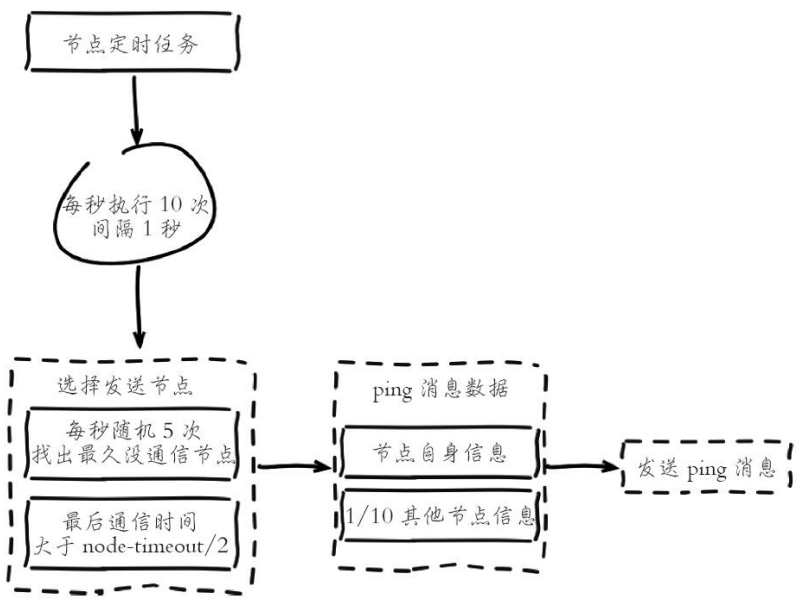 节点定时任务
每秒执行 10 次
间隔 1 秒
选择发送节点
每秒随机 5 次
找出最久没通信节点
最后通信时间
大于 node-timeout/2
ping 消息数据
节点自身信息
1/10 其他节点信息
发送 ping 消息